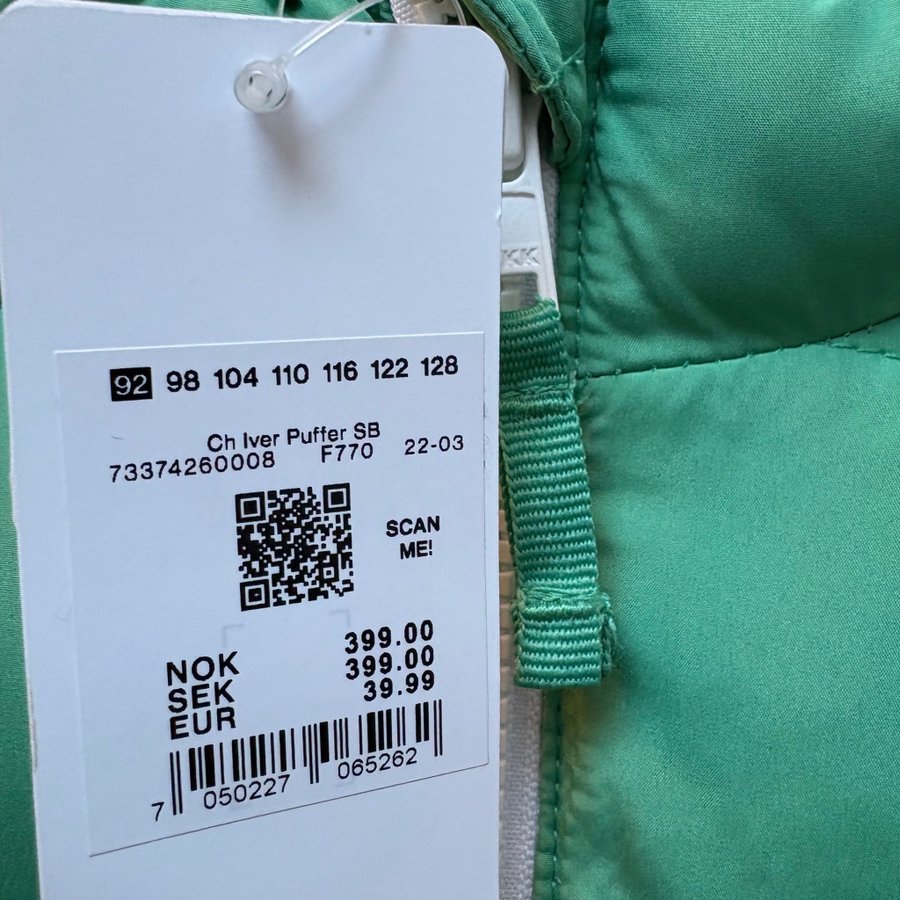 92 98 104 110 116 122 128
Ch Iver Puffer SB
73374260008 F770 22-03
SCAN
ME!
NOK 399.00
SEK 399.00
EUR 39.99
7 050227 065262